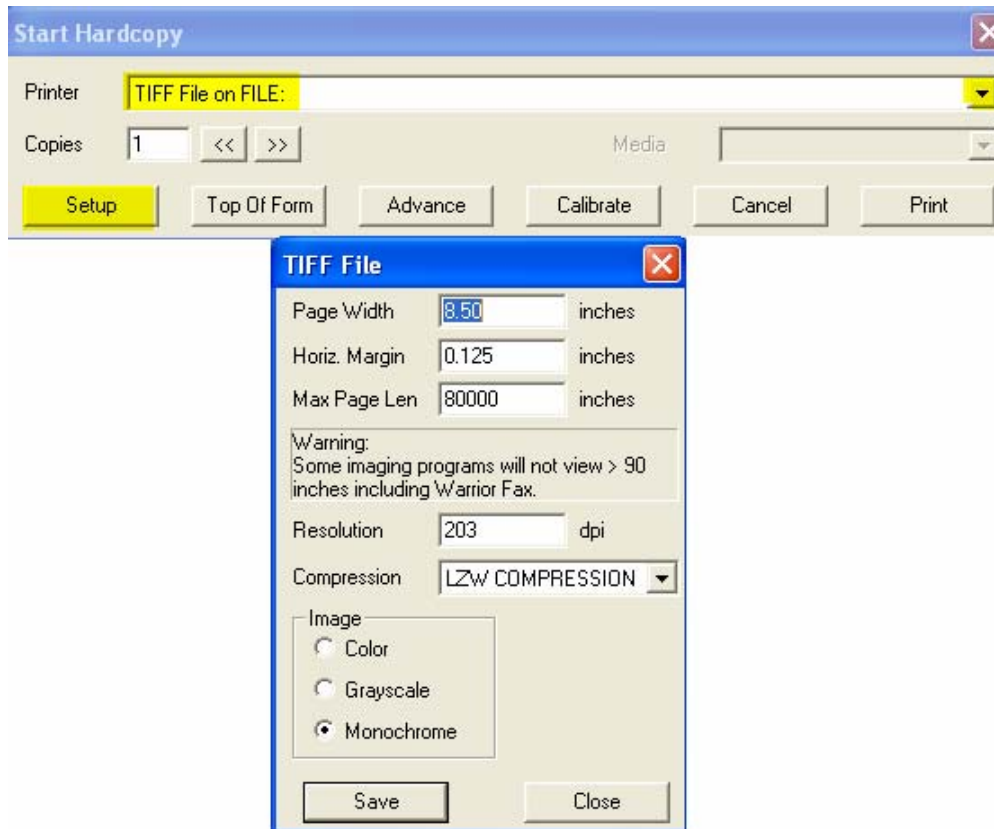 Start Hardcopy
Printer TIFF File on FILE:
Copies 1 << >> Media
Setup Top Of Form Advance Calibrate Cancel Print
TIFF File
Page Width 8.50 inches
Horiz. Margin 0.125 inches
Max Page Len 80000 inches
Warning:
Some imaging programs will not view > 90
inches including Warrior Fax.
Resolution 203 dpi
Compression LZW COMPRESSION
Image
Color
Grayscale
Monochrome
Save Close